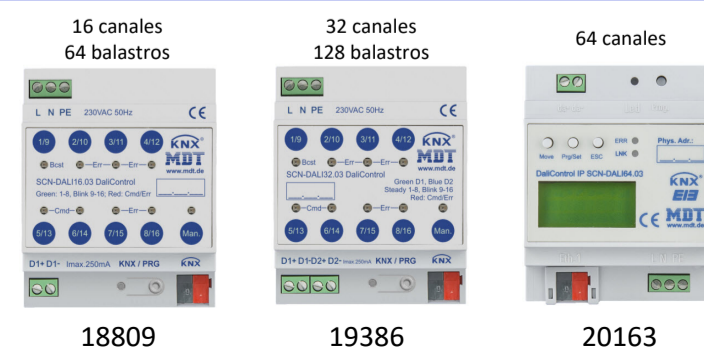 16 canales
64 balastros
L N PE 230VAC 50Hz CE
1/9 2/10 3/11 4/12 KNX
MDT
www.mdt.de
Bcst Err Err
SCN-DALI16.03 DaliControl
Green: 1-8, Blink 9-16; Red: Cmd/Err
Cmd Err
5/13 6/14 7/15 8/16 Man.
D1+ D1- Imax.250mA KNX / PRG KNX
18809
32 canales
128 balastros
L N PE 230VAC 50Hz CE
1/9 2/10 3/11 4/12 KNX
MDT
www.mdt.de
Bcst Err Err
SCN-DALI32.03 DaliControl
Green D1, Blue D2
Steady 1-8, Blink 9-16
Red: Cmd/Err
Cmd Err
5/13 6/14 7/15 8/16 Man.
D1+ D1-D2+ D2- Imax.250mA KNX / PRG KNX
19386
64 canales
Move Prg/Set ESC
ERR
LNK
Phys. Adr.:
DaliControl IP SCN-DALI64.03
KNX
EIB
CE MDT
www.mdt.de
20163